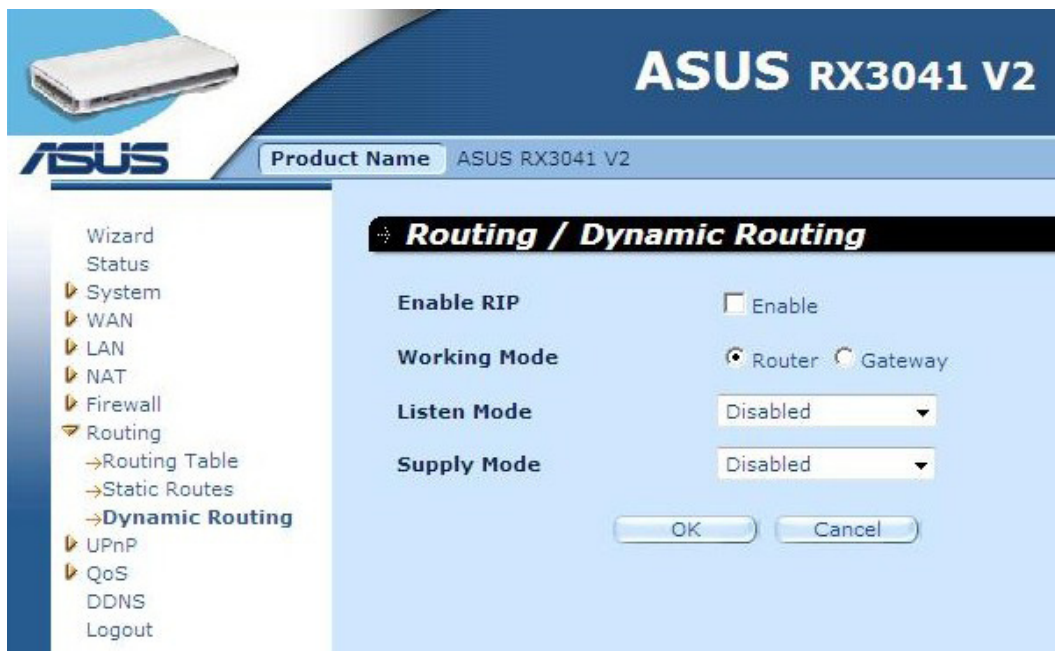 ASUS RX3041 V2
ASUS
Product Name ASUS RX3041 V2
Wizard
Status
System
WAN
LAN
NAT
Firewall
Routing
→Routing Table
→Static Routes
→Dynamic Routing
UPnP
QoS
DDNS
Logout
Routing / Dynamic Routing
Enable RIP Enable
Working Mode Router Gateway
Listen Mode Disabled
Supply Mode Disabled
OK Cancel